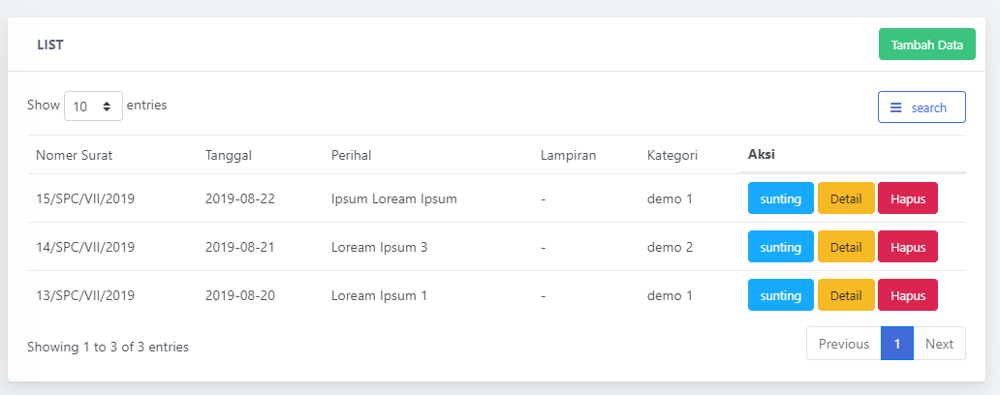 LIST Tambah Data
Show 10 entries search
Nomer Surat Tanggal Perihal Lampiran Kategori Aksi
15/SPC/VII/2019 2019-08-22 Ipsum Loream Ipsum - demo 1 sunting Detail Hapus
14/SPC/VII/2019 2019-08-21 Loream Ipsum 3 - demo 2 sunting Detail Hapus
13/SPC/VII/2019 2019-08-20 Loream Ipsum 1 - demo 1 sunting Detail Hapus
Showing 1 to 3 of 3 entries Previous 1 Next